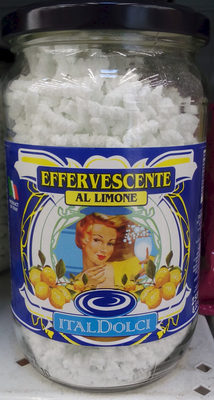 EFFERVESCENTE
AL LIMONE
ITALDOLCI